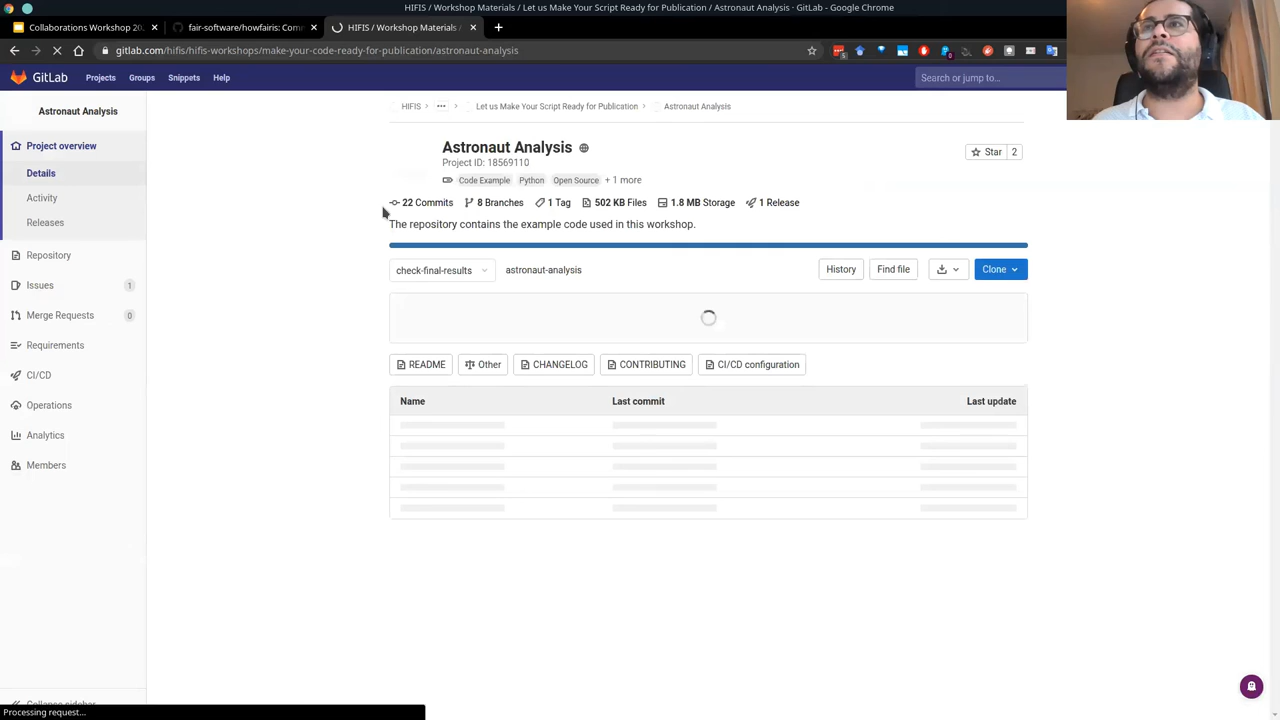 HIFIS / Workshop Materials / Let us Make Your Script Ready for Publication / Astronaut Analysis · GitLab - Google Chrome
Collaborations Workshop 20
fair-software/howfairis: Com
HIFIS / Workshop Materials /
gitlab.com/hifis/hifis-workshops/make-your-code-ready-for-publication/astronaut-analysis
GitLab
Projects
Groups
Snippets
Help
Search or jump to...
Astronaut Analysis
Project overview
Details
Activity
Releases
Repository
Issues
1
Merge Requests
0
Requirements
CI/CD
Operations
Analytics
Members
HIFIS > ... > Let us Make Your Script Ready for Publication > Astronaut Analysis
Astronaut Analysis
Project ID: 18569110
Code Example Python Open Source + 1 more
Star 2
22 Commits 8 Branches 1 Tag 502 KB Files 1.8 MB Storage 1 Release
The repository contains the example code used in this workshop.
check-final-results
astronaut-analysis
History
Find file
Clone
README
Other
CHANGELOG
CONTRIBUTING
CI/CD configuration
Name Last commit Last update
Processing request...